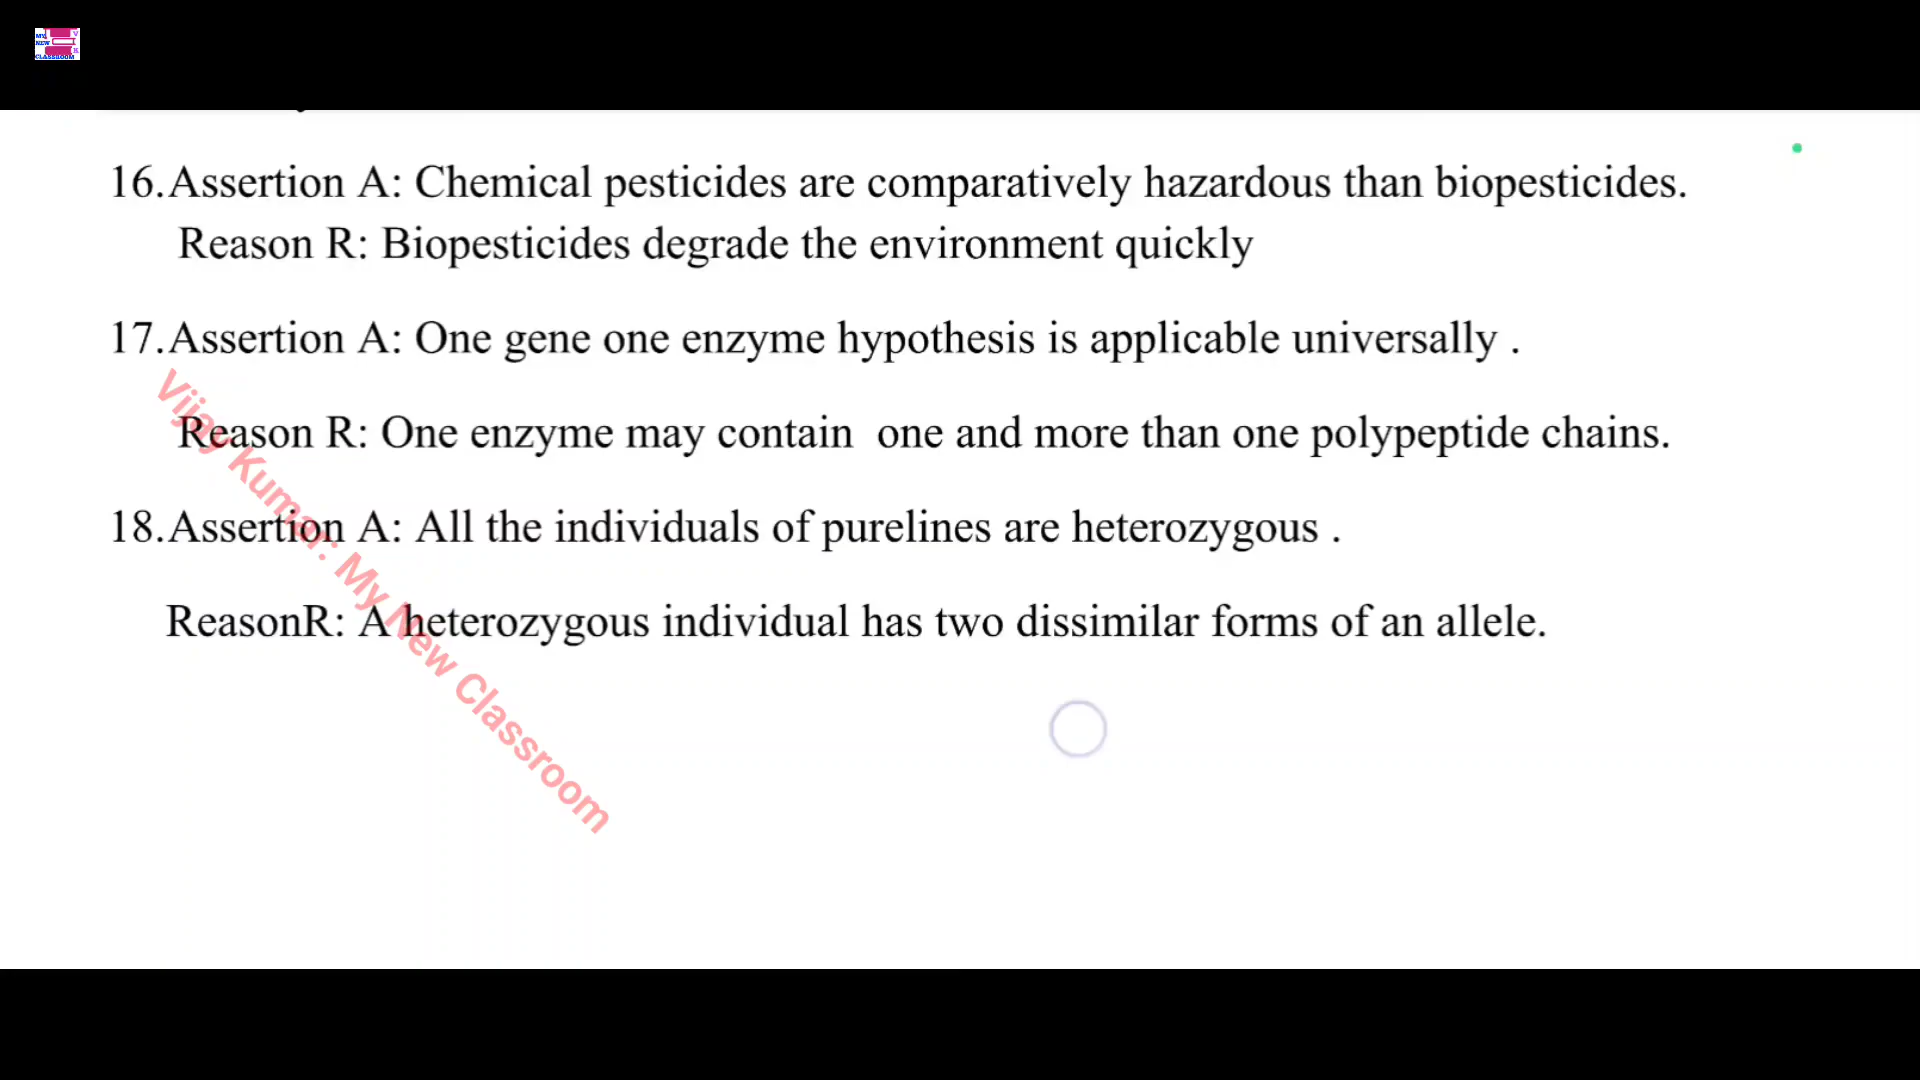 MY
NEW
V
K
CLASSROOM
16.Assertion A: Chemical pesticides are comparatively hazardous than biopesticides.
Reason R: Biopesticides degrade the environment quickly
17.Assertion A: One gene one enzyme hypothesis is applicable universally .
Reason R: One enzyme may contain  one and more than one polypeptide chains.
18.Assertion A: All the individuals of purelines are heterozygous .
ReasonR: A heterozygous individual has two dissimilar forms of an allele.
Vijay Kumar: My New Classroom